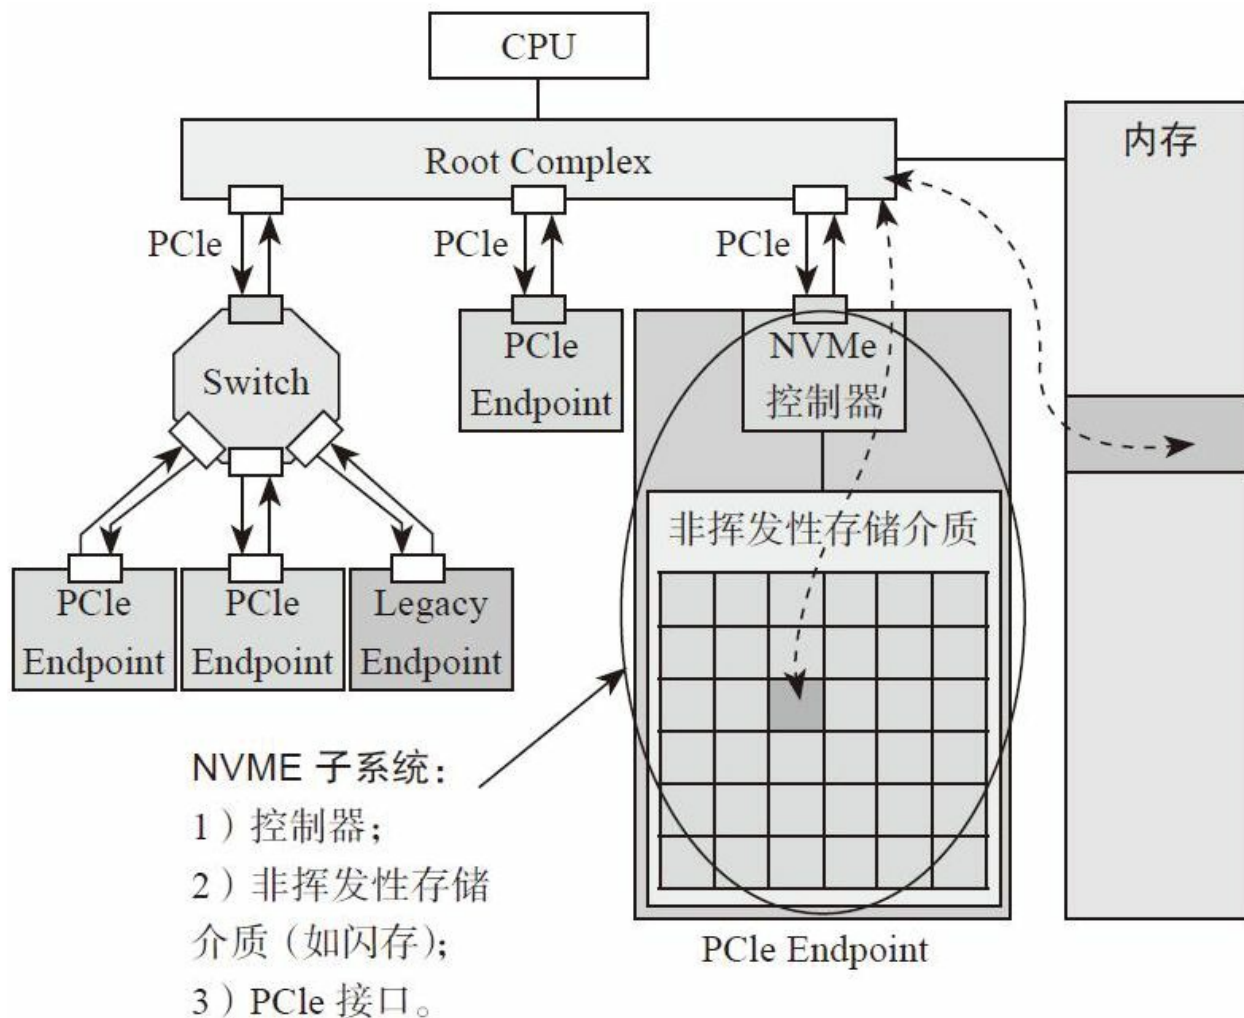 CPU
Root Complex
内存
PCle
PCle
PCle
Switch
PCle
Endpoint
NVMe
控制器
非挥发性存储介质
PCle
Endpoint
PCle
Endpoint
Legacy
Endpoint
NVME 子系统：
1）控制器；
2）非挥发性存储
介质（如闪存）；
3）PCle 接口。
PCle Endpoint